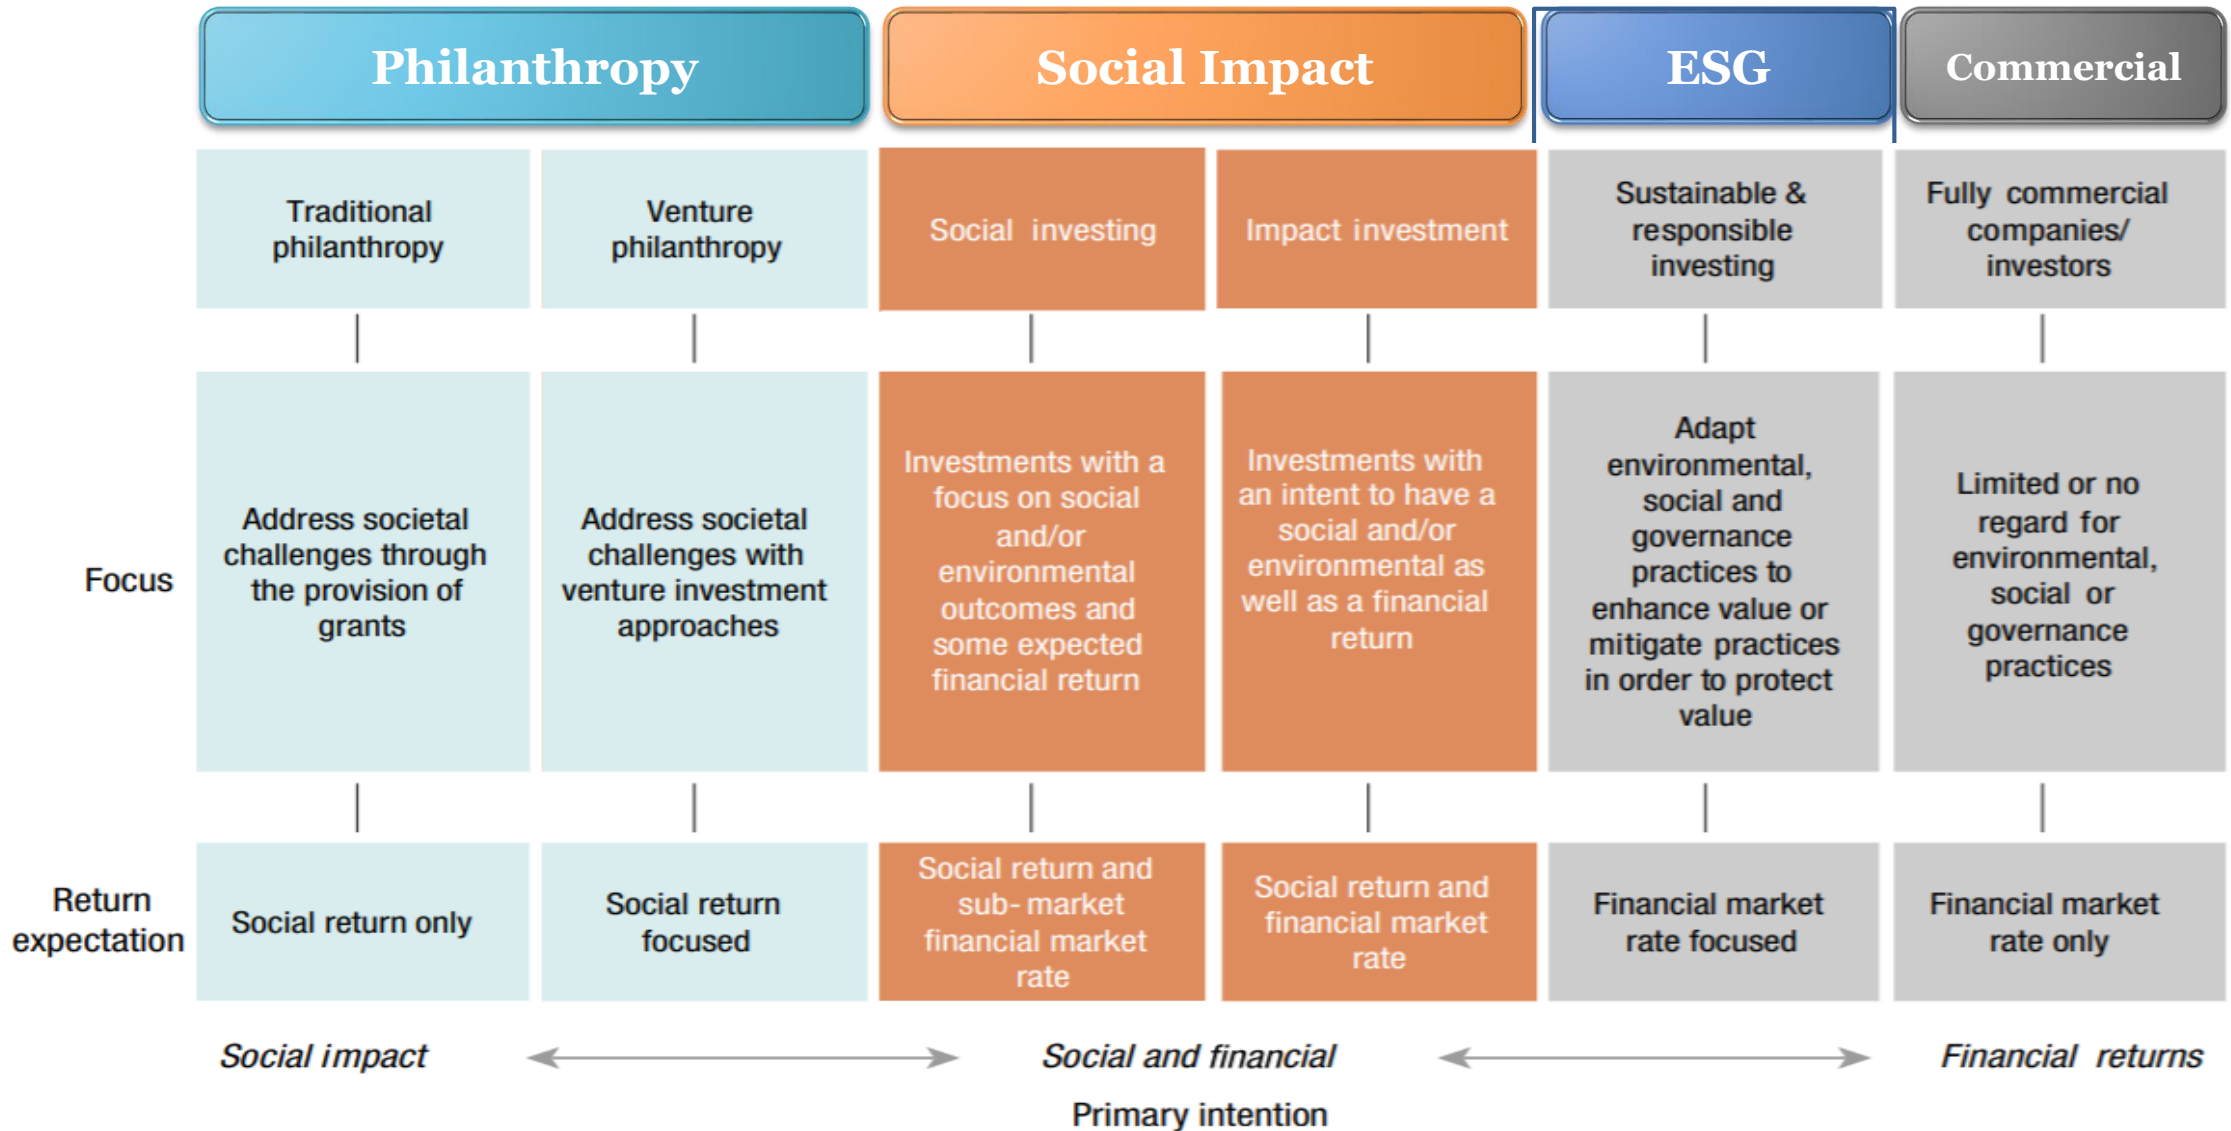 Philanthropy
Social Impact
ESG
Commercial
Traditional
philanthropy
Venture
philanthropy
Social investing
Impact investment
Sustainable &
responsible
investing
Fully commercial
companies/
investors
Focus
Address societal
challenges through
the provision of
grants
Address societal
challenges with
venture investment
approaches
Investments with a
focus on social
and/or
environmental
outcomes and
some expected
financial return
Investments with
an intent to have a
social and/or
environmental as
well as a financial
return
Adapt
environmental,
social and
governance
practices to
enhance value or
mitigate practices
in order to protect
value
Limited or no
regard for
environmental,
social or
governance
practices
Return
expectation
Social return only
Social return
focused
Social return and
sub- market
financial market
rate
Social return and
financial market
rate
Financial market
rate focused
Financial market
rate only
Social impact
Social and financial
Financial returns
Primary intention